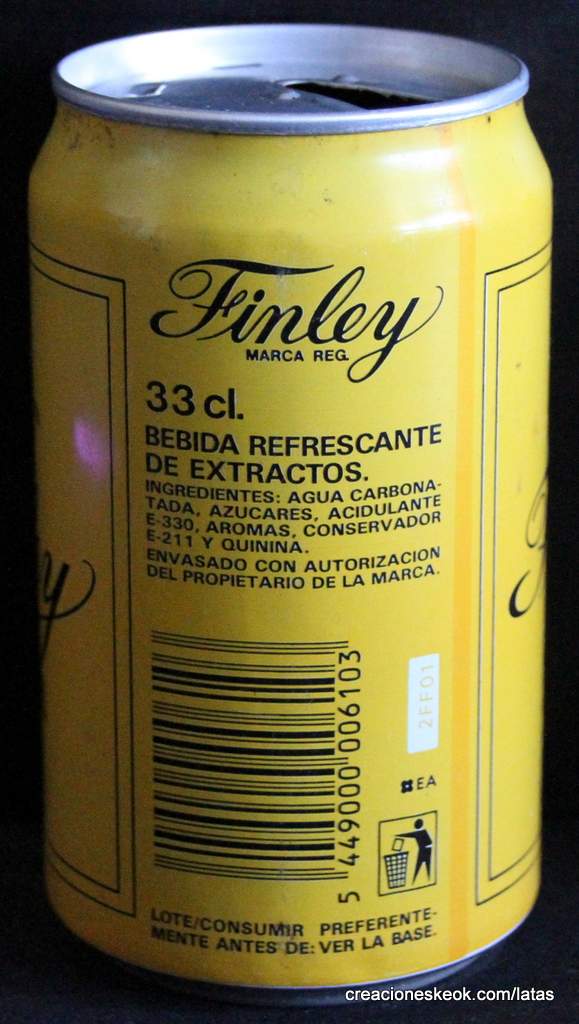 Finley
MARCA REG.
33 cl.
BEBIDA REFRESCANTE
DE EXTRACTOS.
INGREDIENTES: AGUA CARBONA-
TADA, AZUCARES, ACIDULANTE
E-330, AROMAS, CONSERVADOR
E-211 Y QUININA.
ENVASADO CON AUTORIZACION
DEL PROPIETARIO DE LA MARCA.
5 449000 006103
2FF01
EA
LOTE/CONSUMIR PREFERENTE-
MENTE ANTES DE: VER LA BASE.
creacioneskeok.com/latas